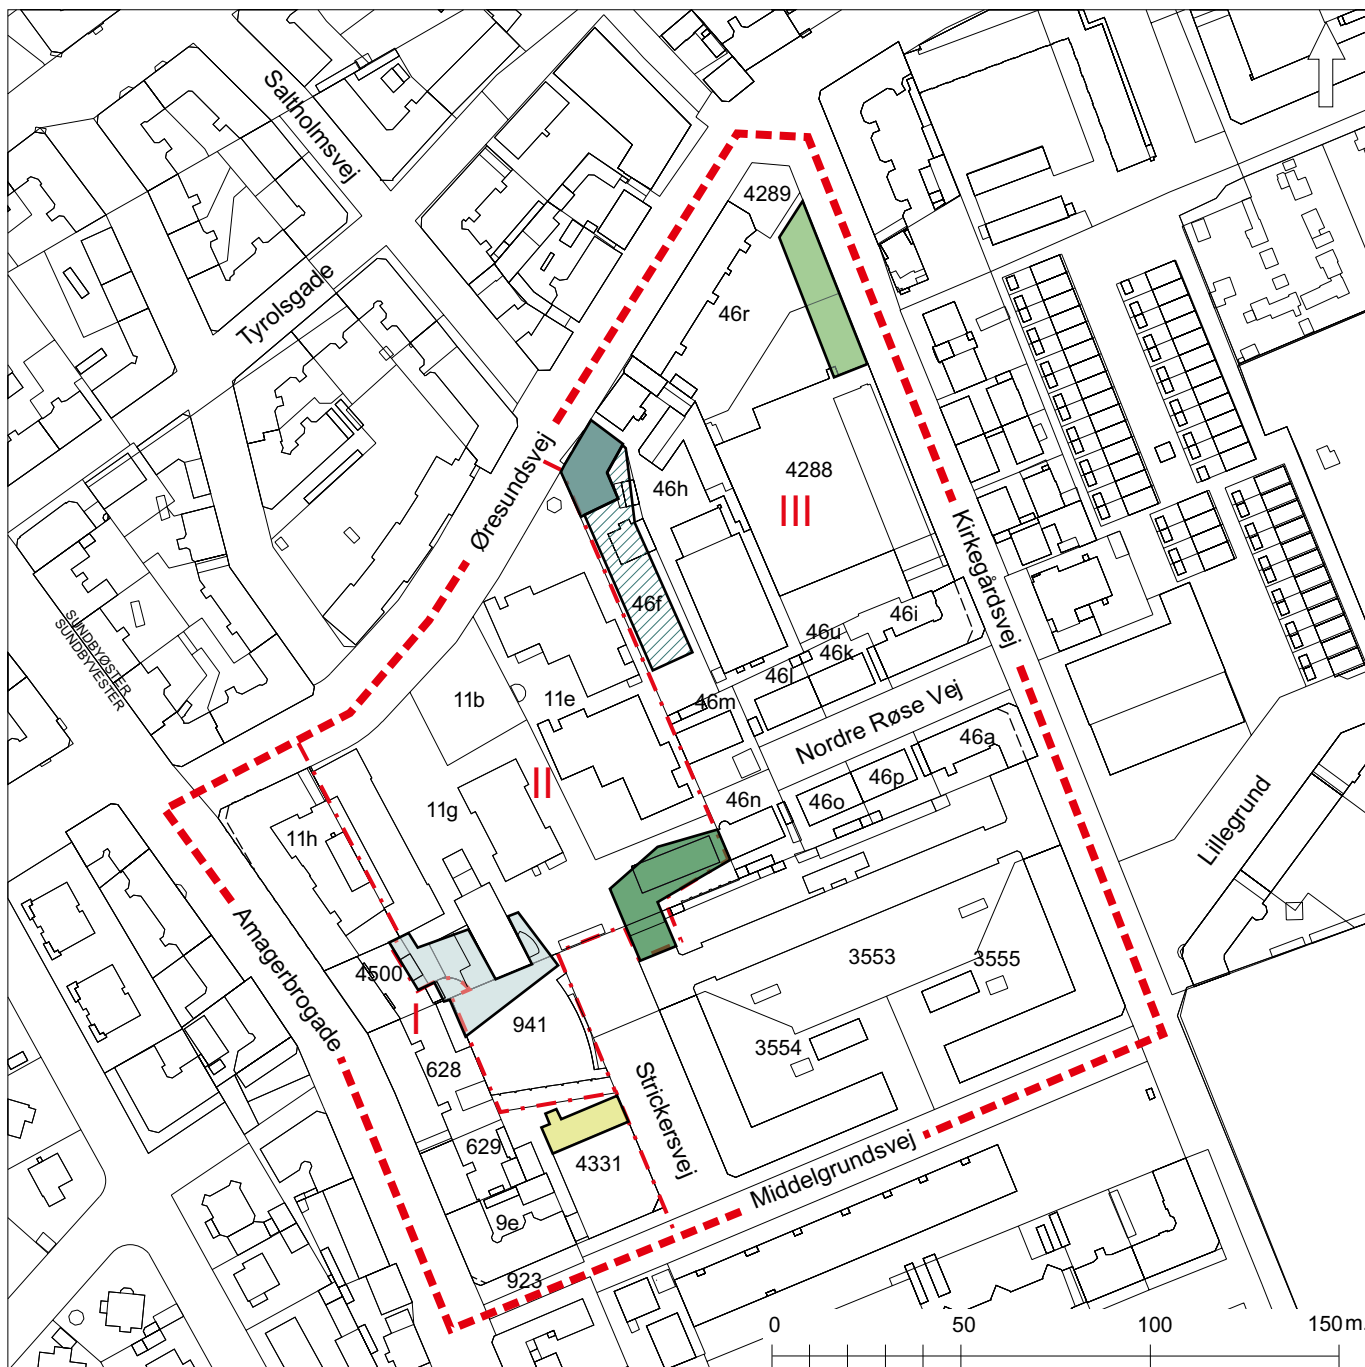 Saltholmsvej
4289
Tyrolsgade
46r
Øresundsvej
46h
4288
III
Kirkegårdsvej
46f
46i
46u
46k
46l
SUNDBYØSTER
SUNDBYVESTER
11b
11e
46m
Nordre Røse Vej
46a
46p
II
46n
46o
11g
11h
Lillegrund
Amagerbrogade
4500
3553
3555
I
941
3554
628
Strickersvej
629
4331
Middelgrundsvej
9e
923
0 50 100 150 m.